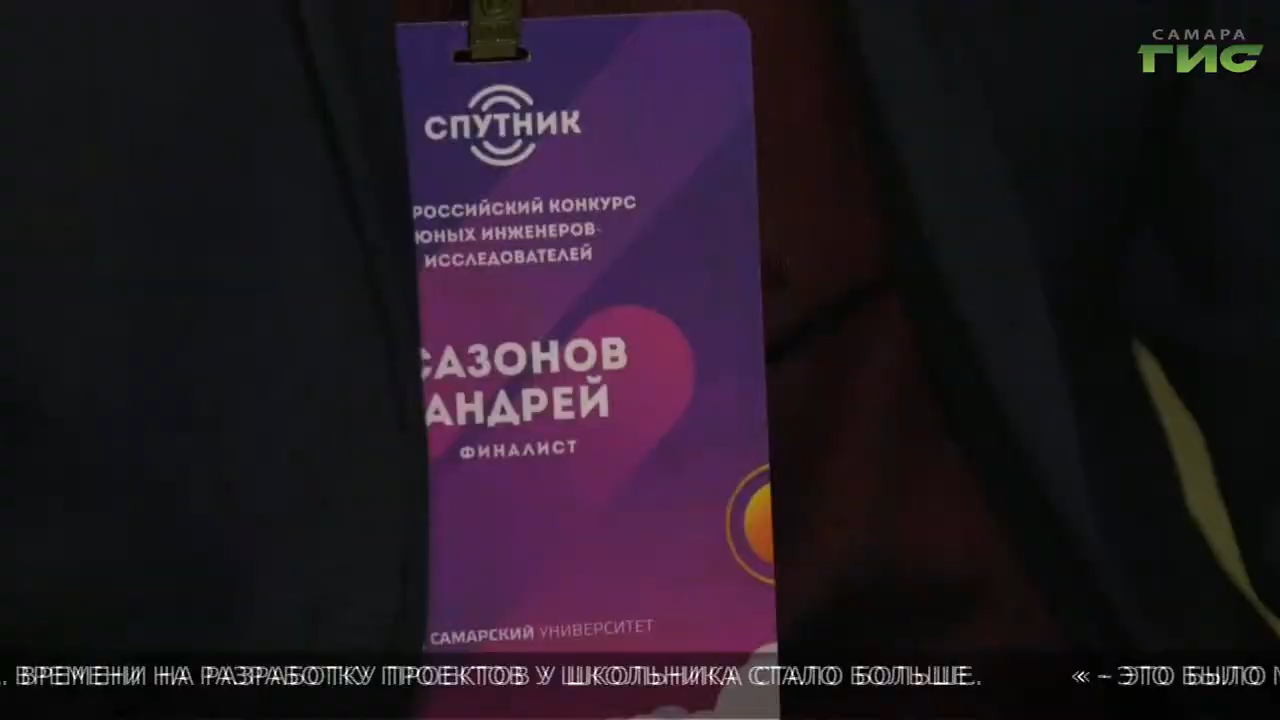 САМАРА
ГИС
СПУТНИК
РОССИЙСКИЙ КОНКУРС
ЮНЫХ ИНЖЕНЕРОВ-
ИССЛЕДОВАТЕЛЕЙ
САЗОНОВ
АНДРЕЙ
ФИНАЛИСТ
САМАРСКИЙ УНИВЕРСИТЕТ
. ВРЕМЕНИ НА РАЗРАБОТКУ ПРОЕКТОВ У ШКОЛЬНИКА СТАЛО БОЛЬШЕ. « – ЭТО БЫЛО